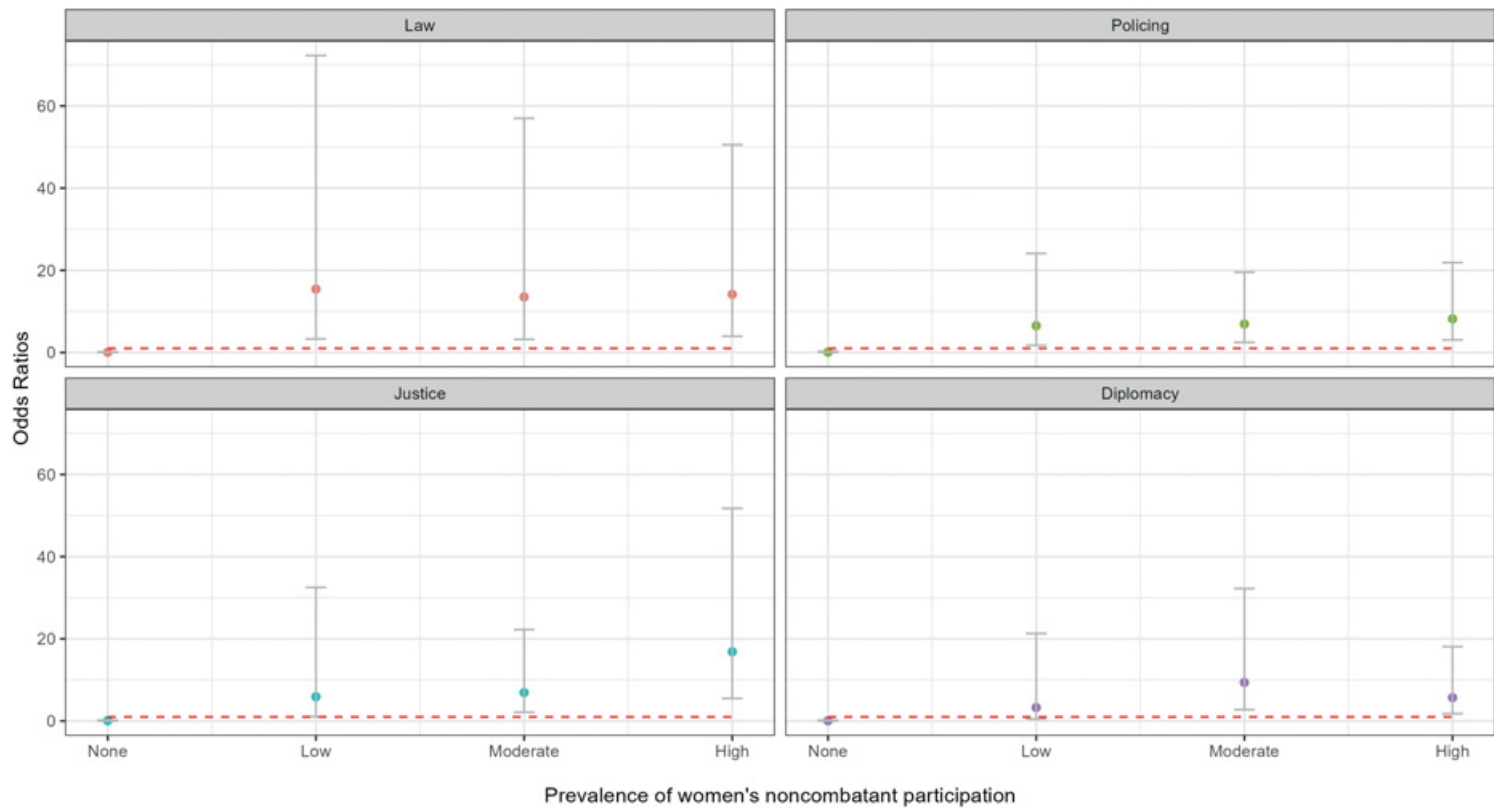 Law
Policing
60
40
20
0
Odds Ratios
Justice
Diplomacy
60
40
20
0
None
Low
Moderate
High
None
Low
Moderate
High
Prevalence of women's noncombatant participation